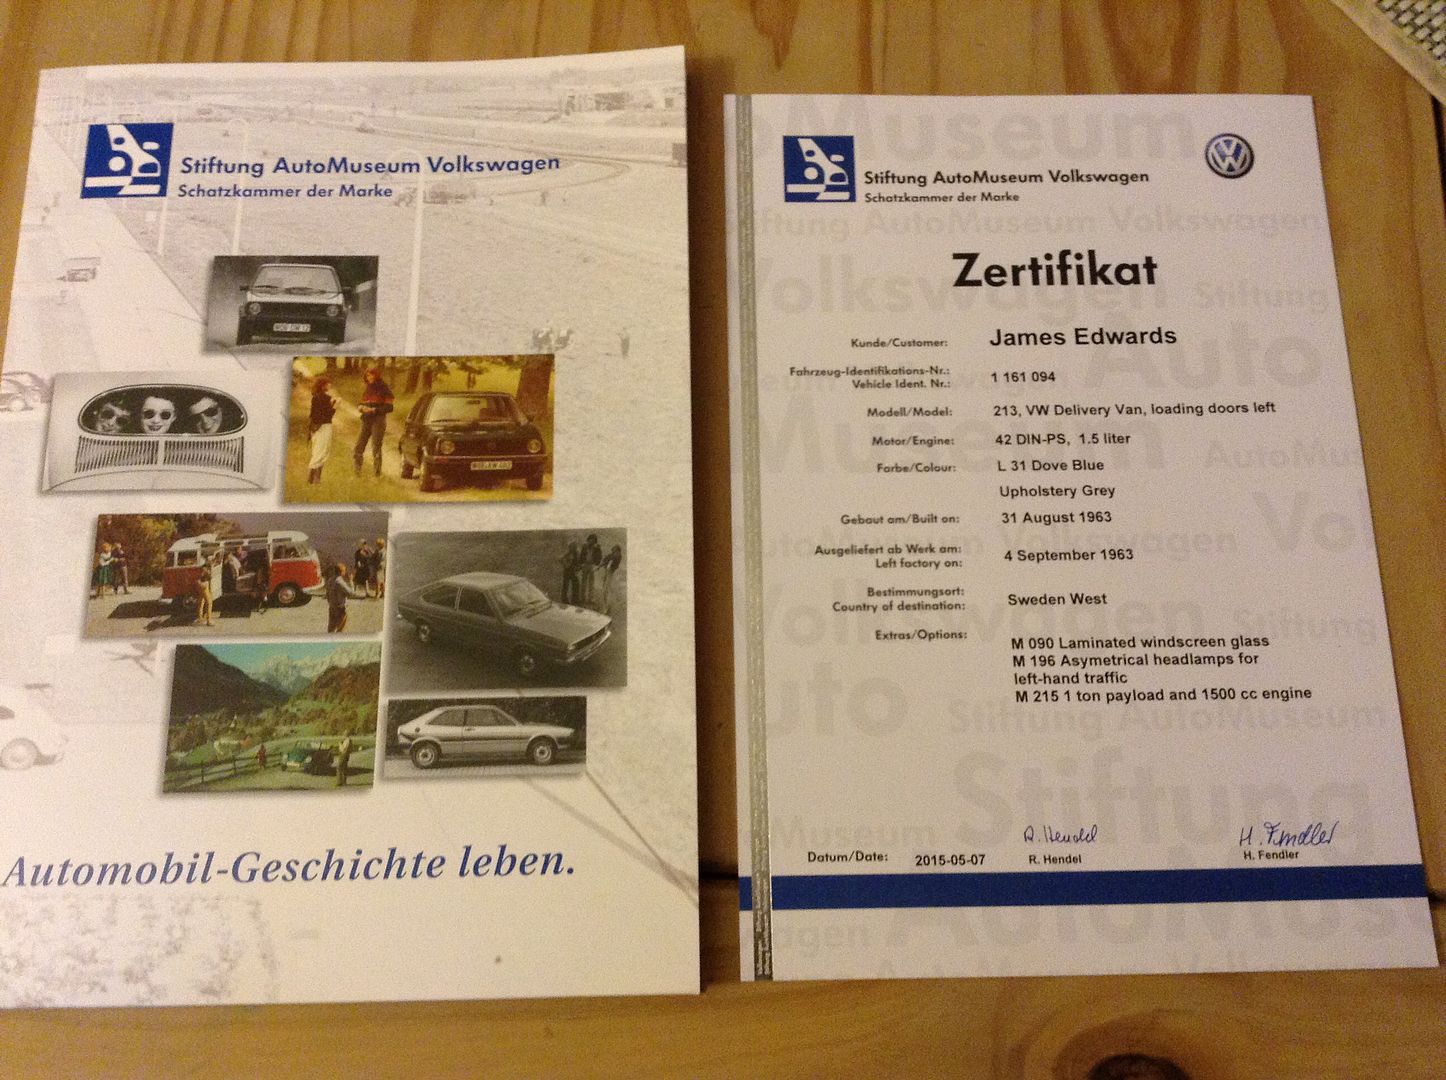 Stiftung AutoMuseum Volkswagen
Schatzkammer der Marke
Automobil-Geschichte leben.
Stiftung AutoMuseum Volkswagen
Schatzkammer der Marke
Zertifikat
Kunde/Customer: James Edwards
Fahrzeug-Identifikations-Nr.:
Vehicle Ident. Nr.: 1 161 094
Modell/Model: 213, VW Delivery Van, loading doors left
Motor/Engine: 42 DIN-PS, 1.5 liter
Farbe/Colour: L 31 Dove Blue
Upholstery Grey
Gebaut am/Built on: 31 August 1963
Ausgeliefert ab Werk am:
Left factory on: 4 September 1963
Bestimmungsort:
Country of destination: Sweden West
Extras/Options: M 090 Laminated windscreen glass
M 196 Asymetrical headlamps for
left-hand traffic
M 215 1 ton payload and 1500 cc engine
R. Hendel H. Fendler
Datum/Date: 2015-05-07 R. Hendel H. Fendler